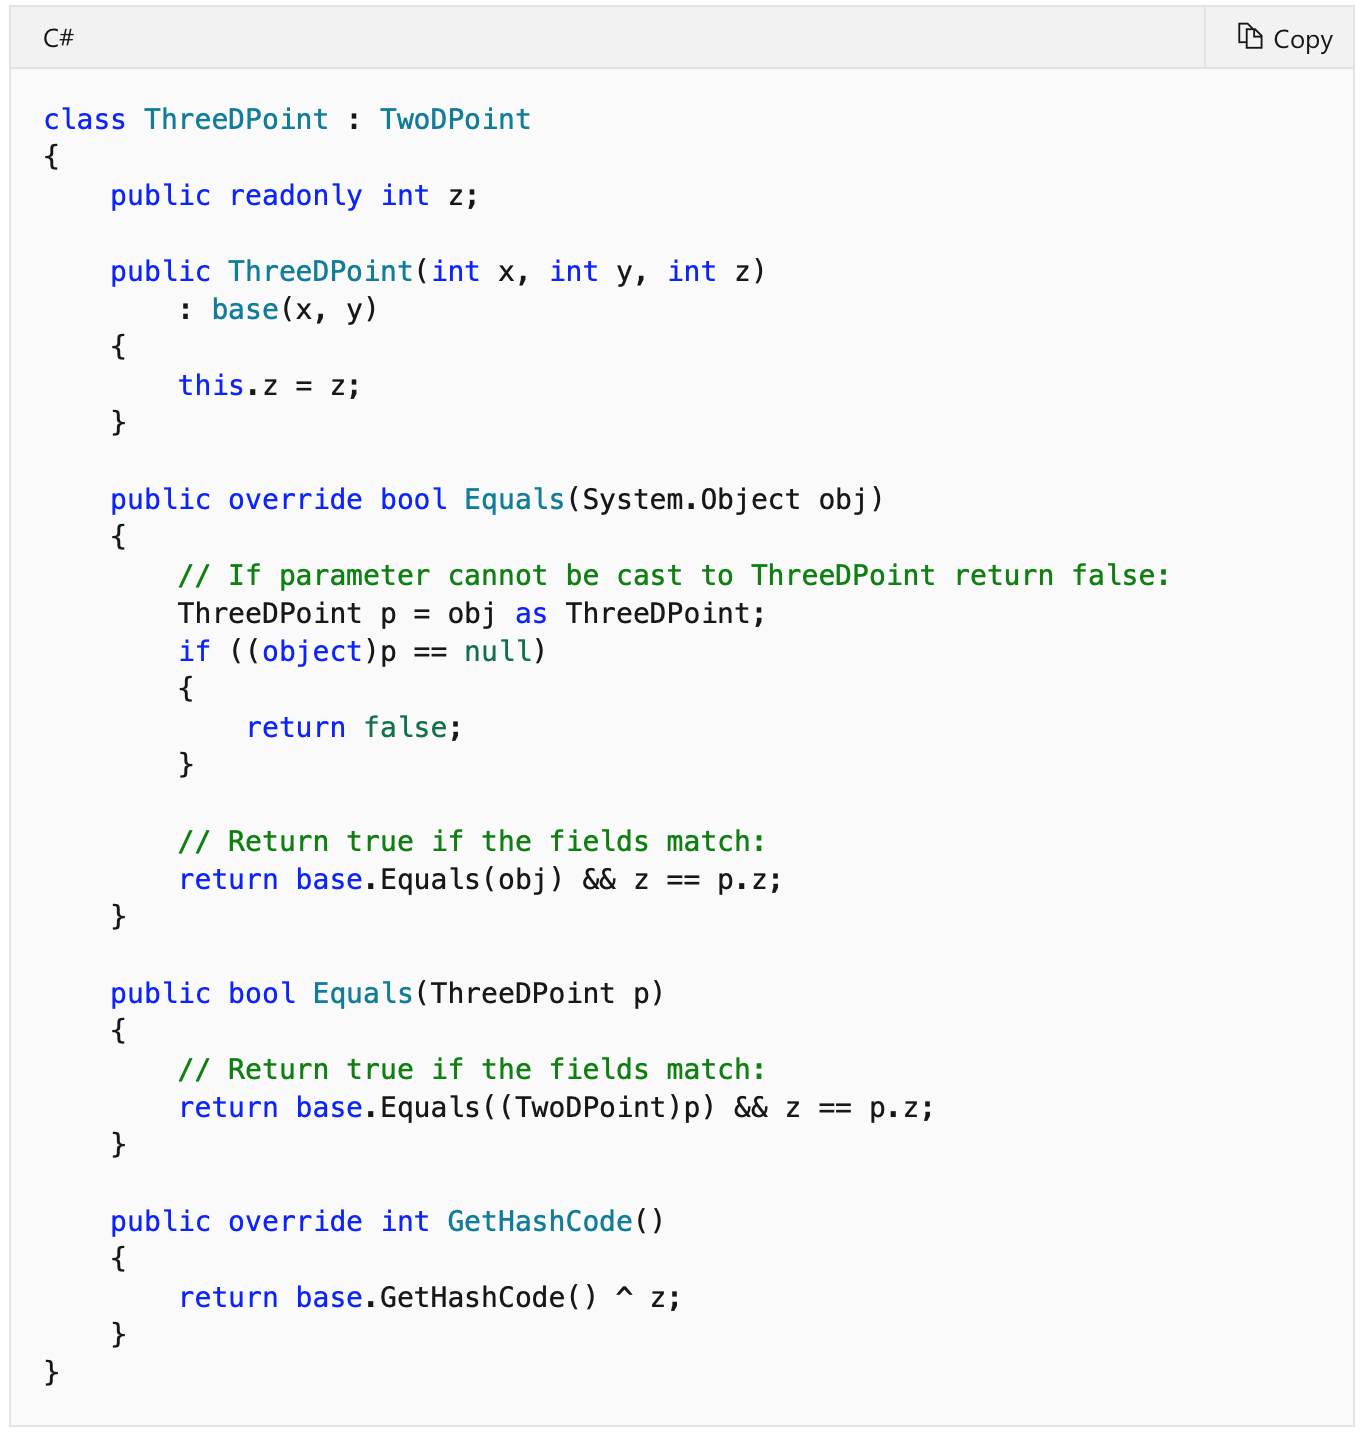 C#
Copy
class ThreeDPoint : TwoDPoint
{
    public readonly int z;

    public ThreeDPoint(int x, int y, int z)
        : base(x, y)
    {
        this.z = z;
    }

    public override bool Equals(System.Object obj)
    {
        // If parameter cannot be cast to ThreeDPoint return false:
        ThreeDPoint p = obj as ThreeDPoint;
        if ((object)p == null)
        {
            return false;
        }

        // Return true if the fields match:
        return base.Equals(obj) && z == p.z;
    }

    public bool Equals(ThreeDPoint p)
    {
        // Return true if the fields match:
        return base.Equals((TwoDPoint)p) && z == p.z;
    }

    public override int GetHashCode()
    {
        return base.GetHashCode() ^ z;
    }
}